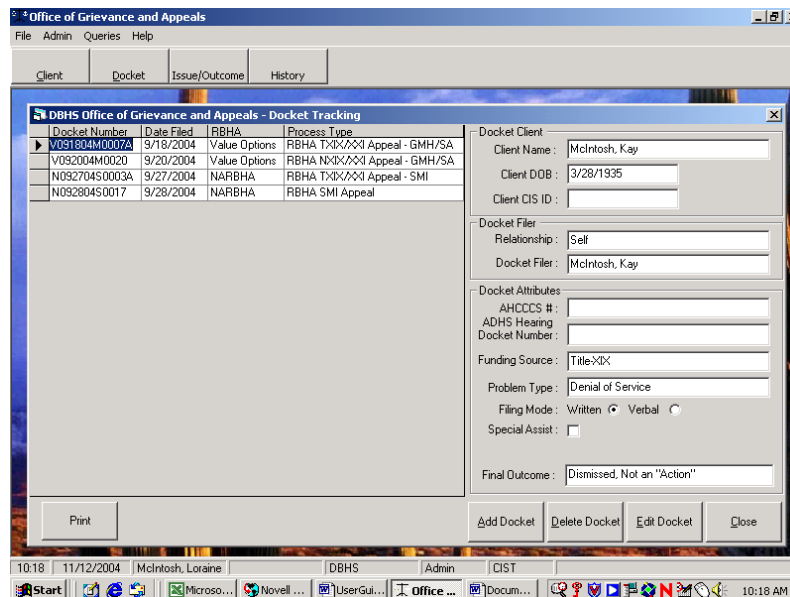 Office of Grievance and Appeals
File Admin Queries Help
Client Docket Issue/Outcome History
DBHS Office of Grievance and Appeals - Docket Tracking
Docket Number Date Filed RBHA Process Type
V091804M0007A 9/18/2004 Value Options RBHA TXIX/XXI Appeal - GMH/SA
V092004M0020 9/20/2004 Value Options RBHA NXIX/XXI Appeal - GMH/SA
N092704S0003A 9/27/2004 NARBHA RBHA TXIX/XXI Appeal - SMI
N092804S0017 9/28/2004 NARBHA RBHA SMI Appeal
Docket Client
Client Name : McIntosh, Kay
Client DOB : 3/28/1935
Client CIS ID :
Docket Filer
Relationship : Self
Docket Filer : McIntosh, Kay
Docket Attributes
AHCCCS # :
ADHS Hearing
Docket Number :
Funding Source : Title-XIX
Problem Type : Denial of Service
Filing Mode : Written Verbal
Special Assist :
Final Outcome : Dismissed, Not an "Action"
Print Add Docket Delete Docket Edit Docket Close
10:18 11/12/2004 McIntosh, Loraine DBHS Admin CIST
Start Microso... Novell ... UserGui... Office ... Docum... 10:18 AM